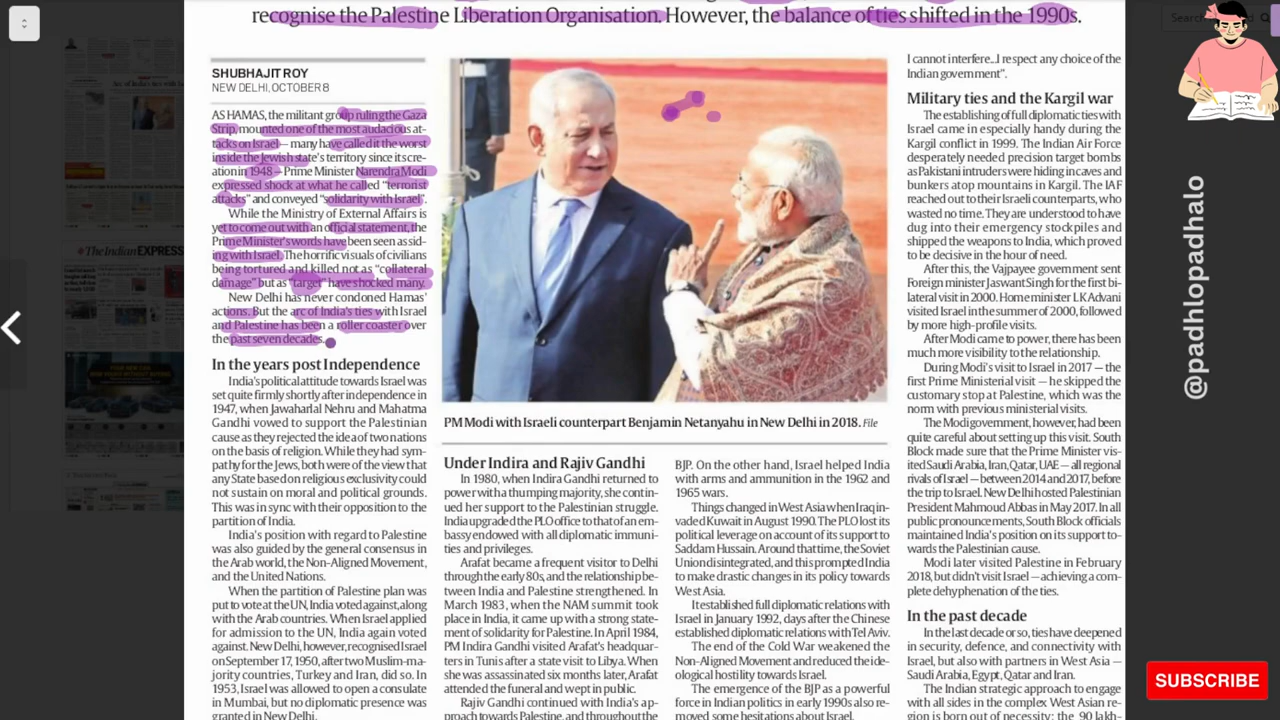 recognise the Palestine Liberation Organisation. However, the balance of ties shifted in the 1990s.
SHUBHAJIT ROY
NEW DELHI, OCTOBER 8
AS HAMAS, the militant group ruling the Gaza
Strip, mounted one of the most audacious at-
tacks on Israel — many have called it the worst
inside the Jewish state's territory since its cre-
ation in 1948 — Prime Minister Narendra Modi
expressed shock at what he called "terrorist
attacks" and conveyed "solidarity with Israel".
While the Ministry of External Affairs is
yet to come out with an official statement, the
Prime Minister's words have been seen as sid-
ing with Israel. The horrific visuals of civilians
being tortured and killed not as "collateral
damage" but as "target" have shocked many.
New Delhi has never condoned Hamas'
actions. But the arc of India's ties with Israel
and Palestine has been a roller coaster over
the past seven decades.
In the years post Independence
India's political attitude towards Israel was
set quite firmly shortly after independence in
1947, when Jawaharlal Nehru and Mahatma
Gandhi vowed to support the Palestinian
cause as they rejected the idea of two nations
on the basis of religion. While they had sym-
pathy for the Jews, both were of the view that
any State based on religious exclusivity could
not sustain on moral and political grounds.
This was in sync with their opposition to the
partition of India.
India's position with regard to Palestine
was also guided by the general consensus in
the Arab world, the Non-Aligned Movement,
and the United Nations.
When the partition of Palestine plan was
put to vote at the UN, India voted against, along
with the Arab countries. When Israel applied
for admission to the UN, India again voted
against. New Delhi, however, recognised Israel
on September 17, 1950, after two Muslim-ma-
jority countries, Turkey and Iran, did so. In
1953, Israel was allowed to open a consulate
in Mumbai, but no diplomatic presence was
granted in New Delhi.
PM Modi with Israeli counterpart Benjamin Netanyahu in New Delhi in 2018. File
Under Indira and Rajiv Gandhi
In 1980, when Indira Gandhi returned to
power with a thumping majority, she contin-
ued her support to the Palestinian struggle.
India upgraded the PLO office to that of an em-
bassy endowed with all diplomatic immuni-
ties and privileges.
Arafat became a frequent visitor to Delhi
through the early 80s, and the relationship be-
tween India and Palestine strengthened. In
March 1983, when the NAM summit took
place in India, it came up with a strong state-
ment of solidarity for Palestine. In April 1984,
PM Indira Gandhi visited Arafat's headquar-
ters in Tunis after a state visit to Libya. When
she was assassinated six months later, Arafat
attended the funeral and wept in public.
Rajiv Gandhi continued with India's ap-
proach towards Palestine, and throughout the
BJP. On the other hand, Israel helped India
with arms and ammunition in the 1962 and
1965 wars.
Things changed in West Asia when Iraq in-
vaded Kuwait in August 1990. The PLO lost its
political leverage on account of its support to
Saddam Hussain. Around that time, the Soviet
Union disintegrated, and this prompted India
to make drastic changes in its policy towards
West Asia.
It established full diplomatic relations with
Israel in January 1992, days after the Chinese
established diplomatic relations with Tel Aviv.
The end of the Cold War weakened the
Non-Aligned Movement and reduced the ide-
ological hostility towards Israel.
The emergence of the BJP as a powerful
force in Indian politics in early 1990s also re-
moved some hesitations about Israel.
I cannot interfere...I respect any choice of the
Indian government".
Military ties and the Kargil war
The establishing of full diplomatic ties with
Israel came in especially handy during the
Kargil conflict in 1999. The Indian Air Force
desperately needed precision target bombs
as Pakistani intruders were hiding in caves and
bunkers atop mountains in Kargil. The IAF
reached out to their Israeli counterparts, who
wasted no time. They are understood to have
dug into their emergency stockpiles and
shipped the weapons to India, which proved
to be decisive in the hour of need.
After this, the Vajpayee government sent
Foreign minister Jaswant Singh for the first bi-
lateral visit in 2000. Home minister L K Advani
visited Israel in the summer of 2000, followed
by more high-profile visits.
After Modi came to power, there has been
much more visibility to the relationship.
During Modi's visit to Israel in 2017 — the
first Prime Ministerial visit — he skipped the
customary stop at Palestine, which was the
norm with previous ministerial visits.
The Modi government, however, had been
quite careful about setting up this visit. South
Block made sure that the Prime Minister vis-
ited Saudi Arabia, Iran, Qatar, UAE — all regional
rivals of Israel — between 2014 and 2017, before
the trip to Israel. New Delhi hosted Palestinian
President Mahmoud Abbas in May 2017. In all
public pronouncements, South Block officials
maintained India's position on its support to-
wards the Palestinian cause.
Modi later visited Palestine in February
2018, but didn't visit Israel — achieving a com-
plete dehyphenation of the ties.
In the past decade
In the last decade or so, ties have deepened
in security, defence, and connectivity with
Israel, but also with partners in West Asia —
Saudi Arabia, Egypt, Qatar and Iran.
The Indian strategic approach to engage
with all sides in the complex West Asian re-
gion is born out of necessity: the 90 lakh-
The Indian EXPRESS
Sear
@padhlopadhalo
SUBSCRIBE